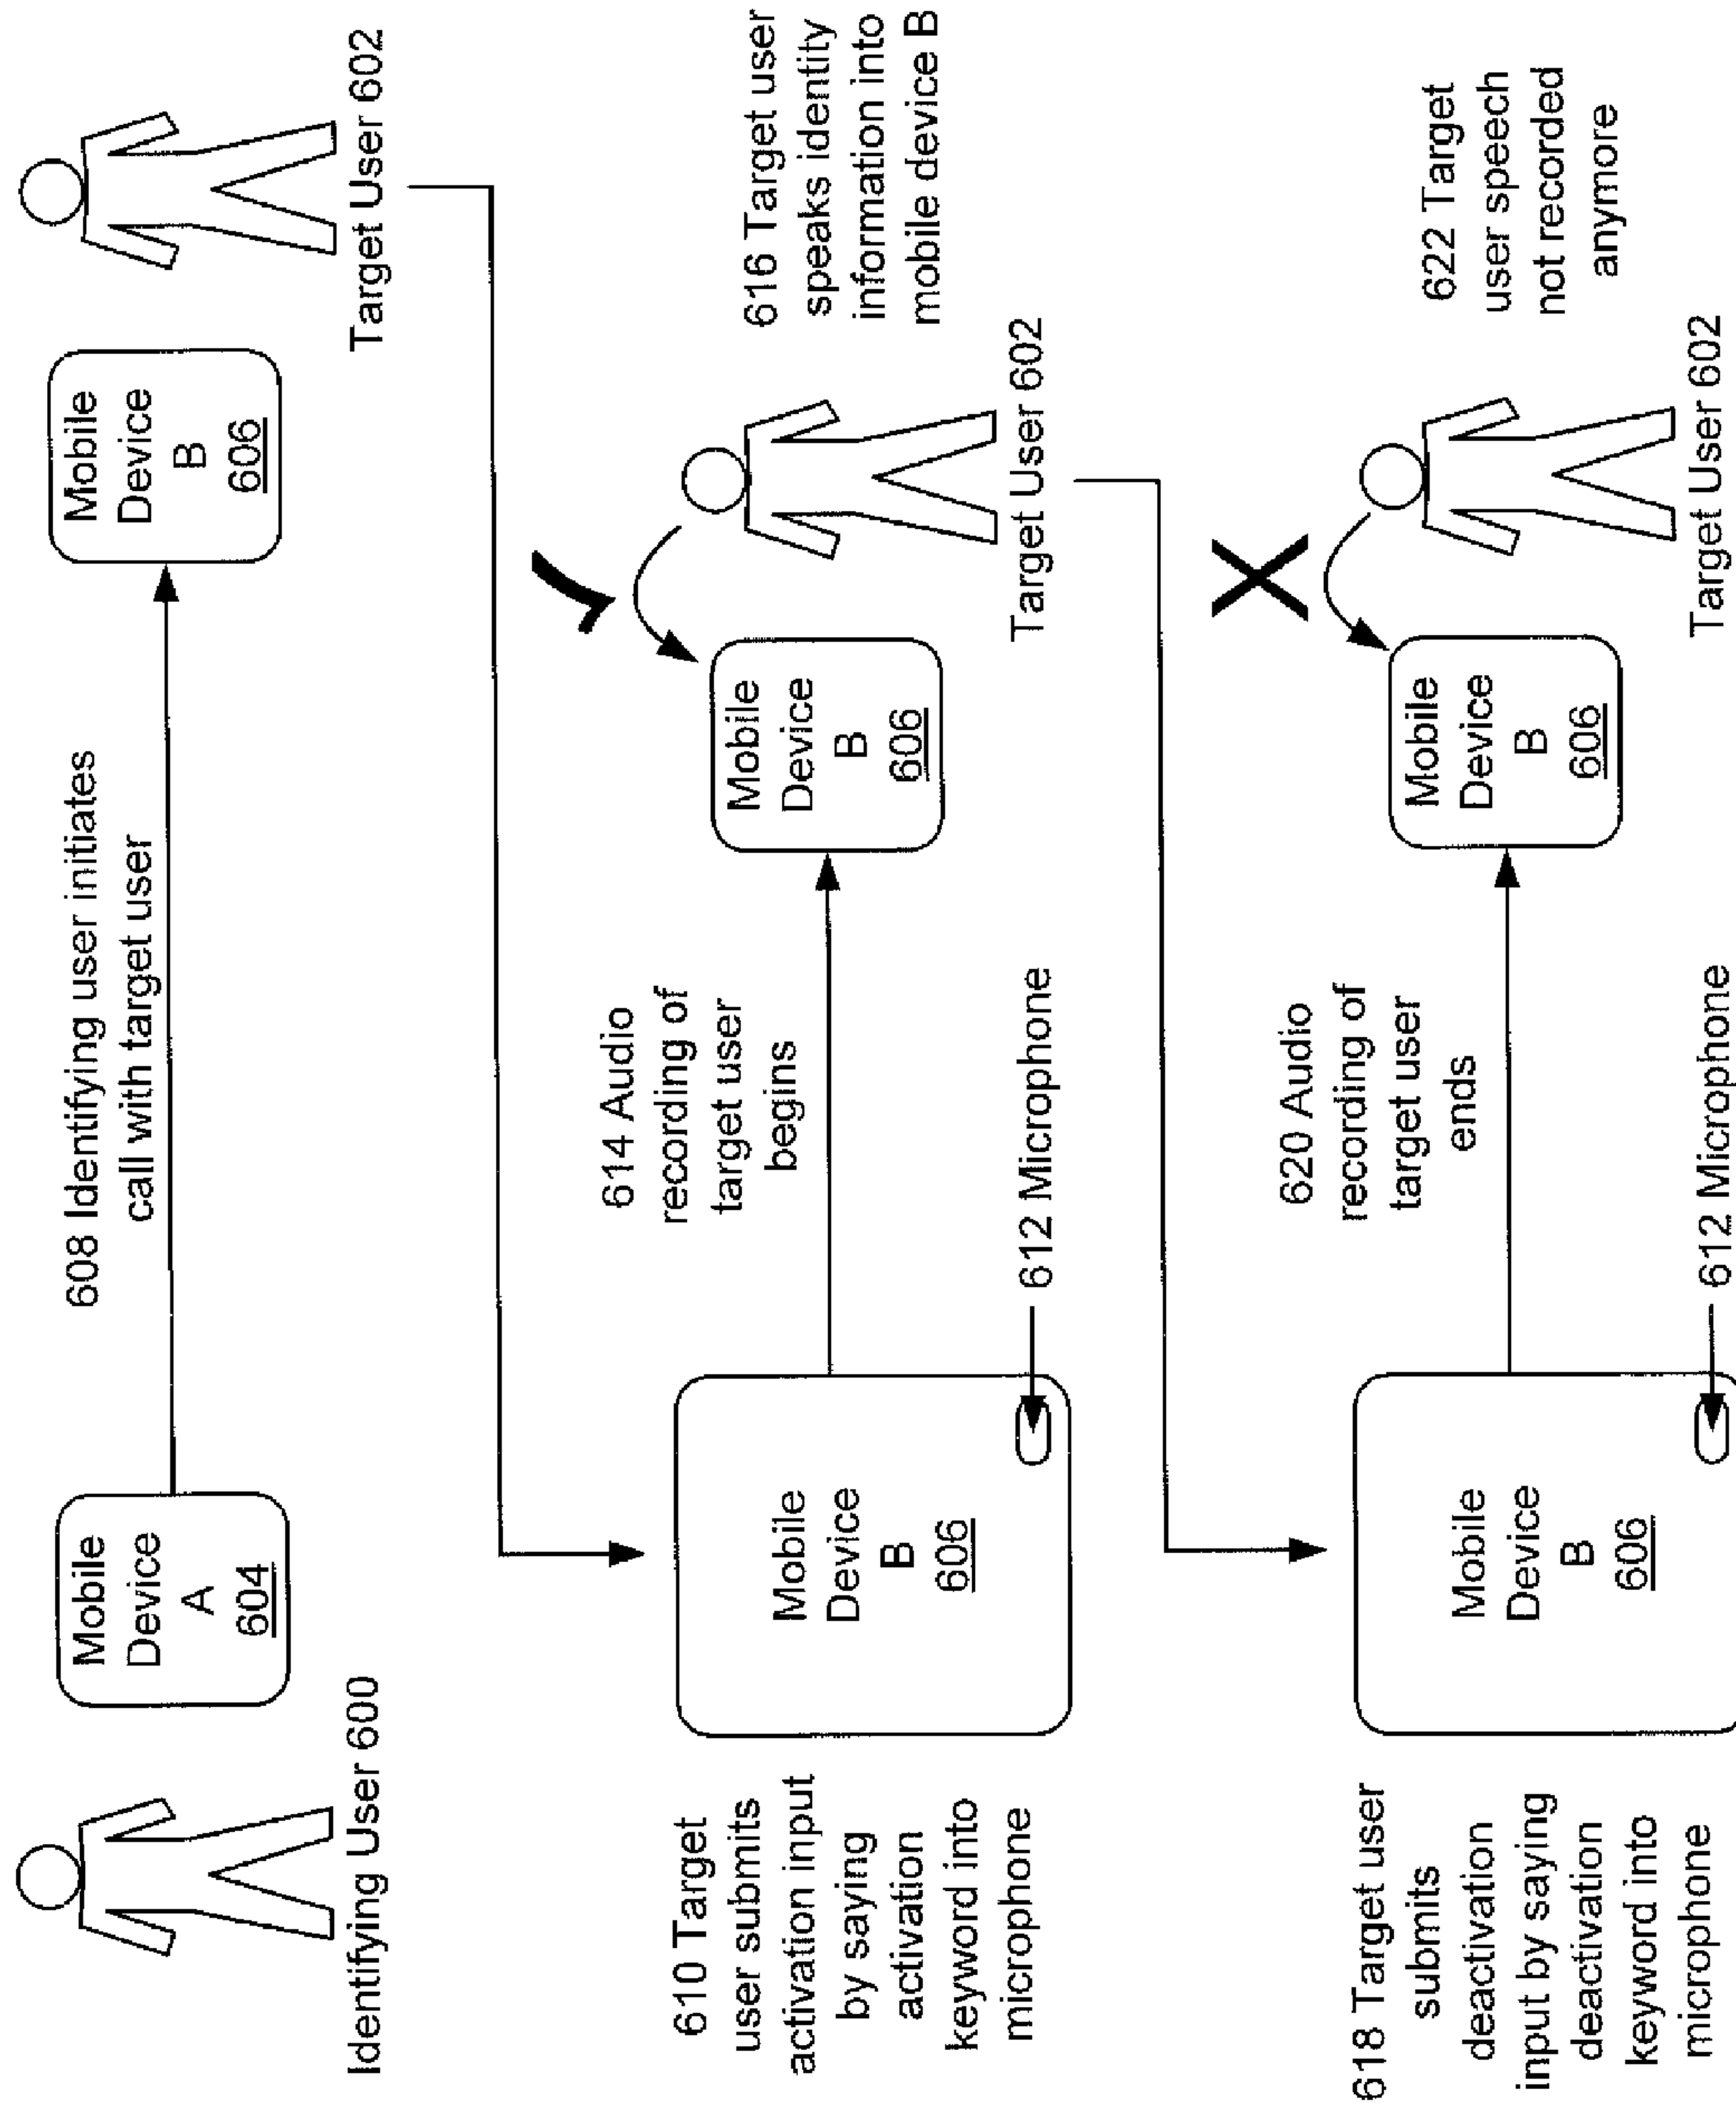 Identifying User 600
Mobile
Device
A
604
608 Identifying user initiates
call with target user
Mobile
Device
B
606
Target User 602
610 Target
user submits
activation input
by saying
activation
keyword into
microphone
Mobile
Device
B
606
612 Microphone
614 Audio
recording of
target user
begins
Mobile
Device
B
606
Target User 602
616 Target user
speaks identity
information into
mobile device B
618 Target user
submits
deactivation
input by saying
deactivation
keyword into
microphone
Mobile
Device
B
606
612 Microphone
620 Audio
recording of
target user
ends
Mobile
Device
B
606
Target User 602
622 Target
user speech
not recorded
anymore